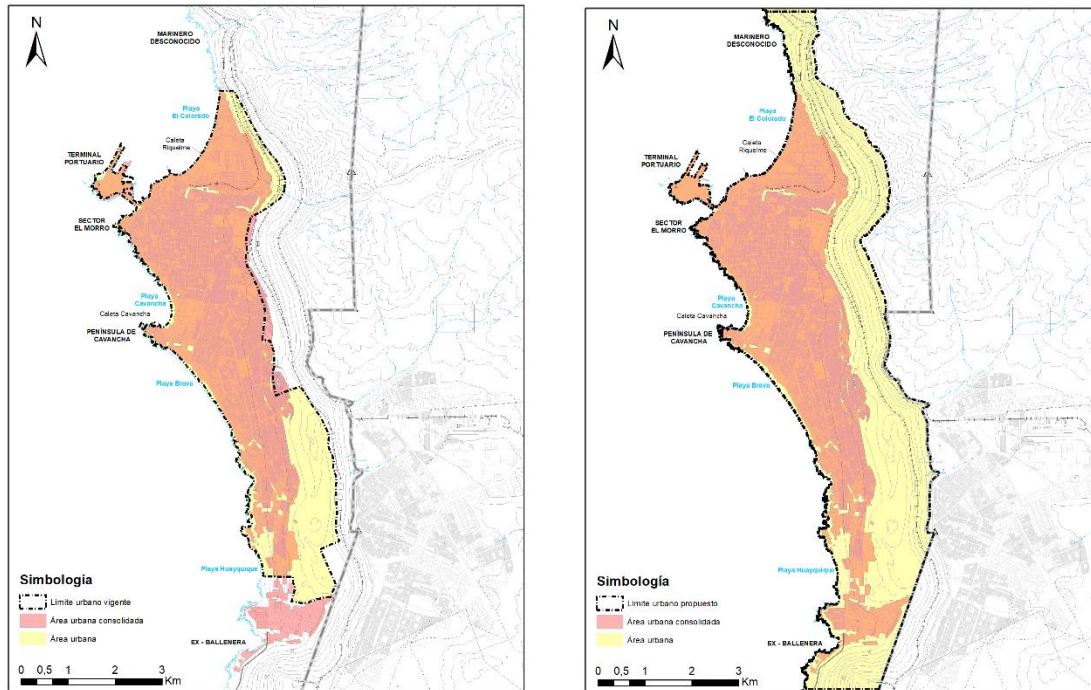 N
MARINERO
DESCONOCIDO
Playa
El Colorado
Caleta
Riquelme
TERMINAL
PORTUARIO
SECTOR
EL MORRO
Playa
Cavancha
Caleta Cavancha
PENÍNSULA DE
CAVANCHA
Playa Brava
Playa Huayquique
EX - BALLENERA
Simbología
Límite urbano vigente
Área urbana consolidada
Área urbana
0 0,5 1 2 3
Km
N
MARINERO
DESCONOCIDO
Playa
El Colorado
Caleta
Riquelme
TERMINAL
PORTUARIO
SECTOR
EL MORRO
Playa
Cavancha
Caleta Cavancha
PENÍNSULA DE
CAVANCHA
Playa Brava
Playa Huayquique
EX - BALLENERA
Simbología
Límite urbano propuesto
Área urbana consolidada
Área urbana
0 0,5 1 2 3
Km